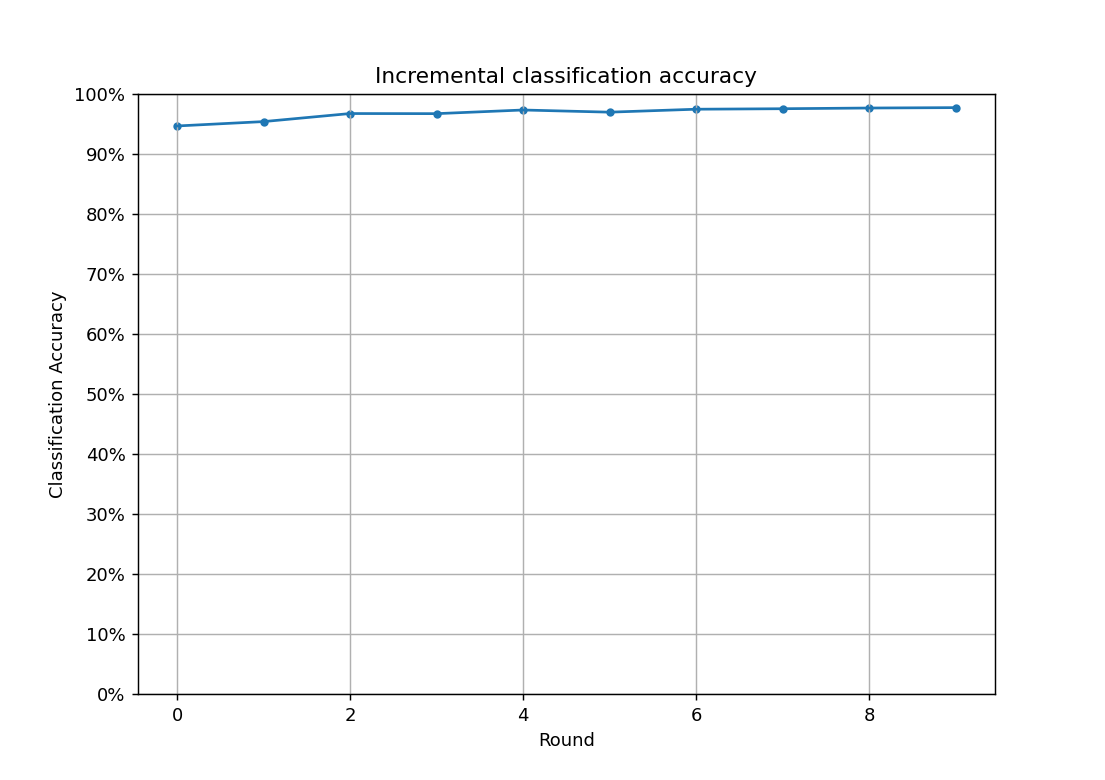 Incremental classification accuracy
100%
90%
80%
70%
60%
50%
40%
30%
20%
10%
0%
Classification Accuracy
0 2 4 6 8
Round